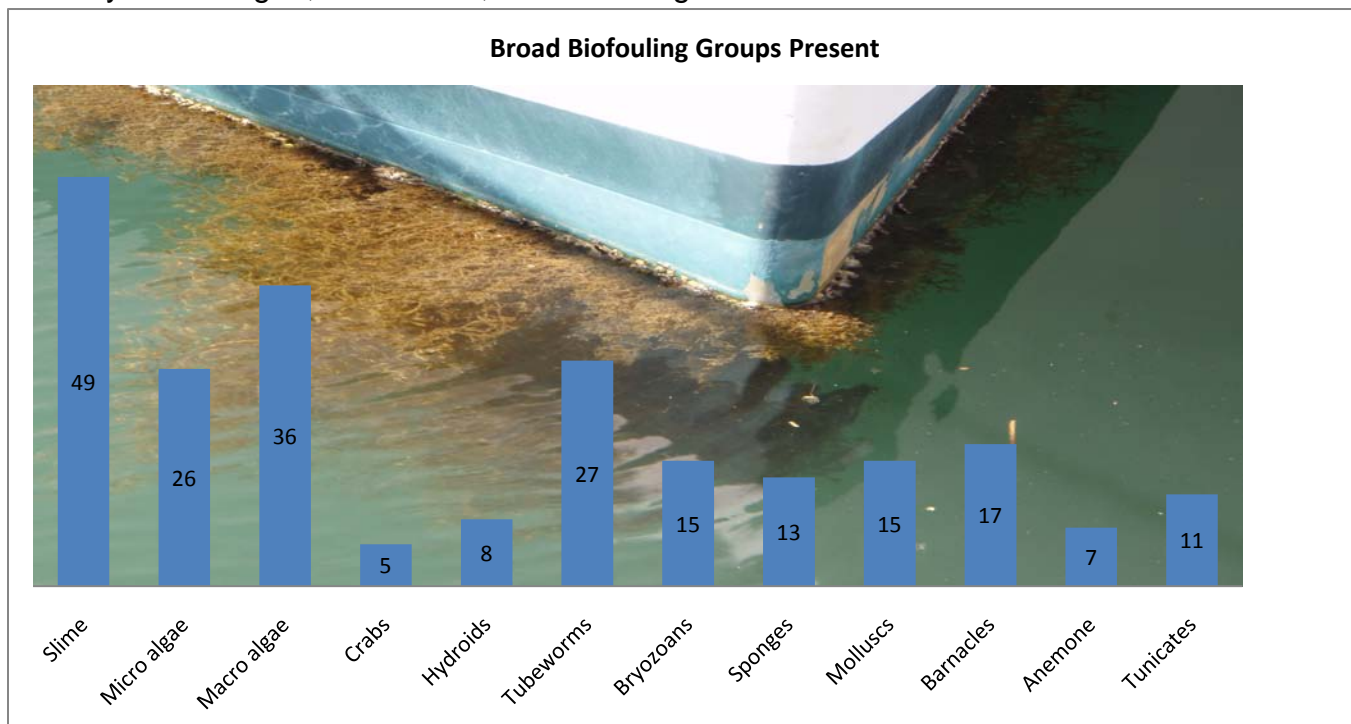 Broad Biofouling Groups Present
49
26
36
5
8
27
15
13
15
17
7
11
Slime
Micro algae
Macro algae
Crabs
Hydroids
Tubeworms
Bryozoans
Sponges
Molluscs
Barnacles
Anemone
Tunicates